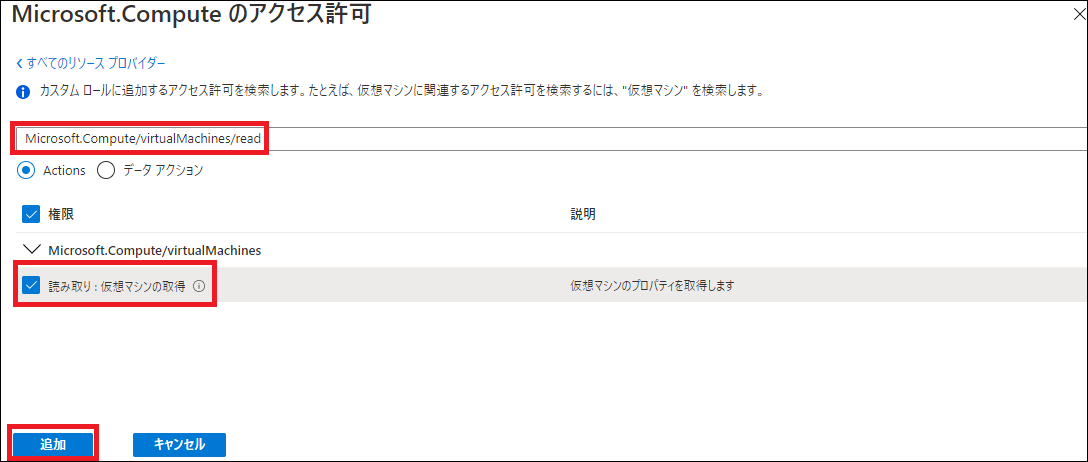 Microsoft.Compute のアクセス許可
すべてのリソース プロバイダー
カスタム ロールに追加するアクセス許可を検索します。たとえば、仮想マシンに関連するアクセス許可を検索するには、"仮想マシン" を検索します。
Microsoft.Compute/virtualMachines/read
Actions データ アクション
権限 説明
Microsoft.Compute/virtualMachines
読み取り : 仮想マシンの取得 仮想マシンのプロパティを取得します
追加 キャンセル